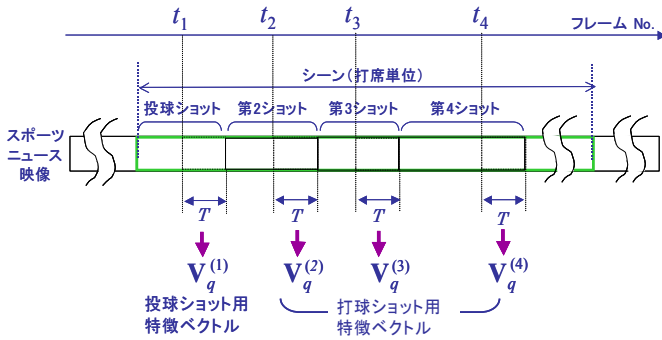 t1 t2 t3 t4 フレーム No.
シーン(打席単位)
投球ショット 第2ショット 第3ショット 第4ショット
スポーツ
ニュース
映像
T T T T
Vq(1) Vq(2) Vq(3) Vq(4)
投球ショット用
特徴ベクトル
打球ショット用
特徴ベクトル